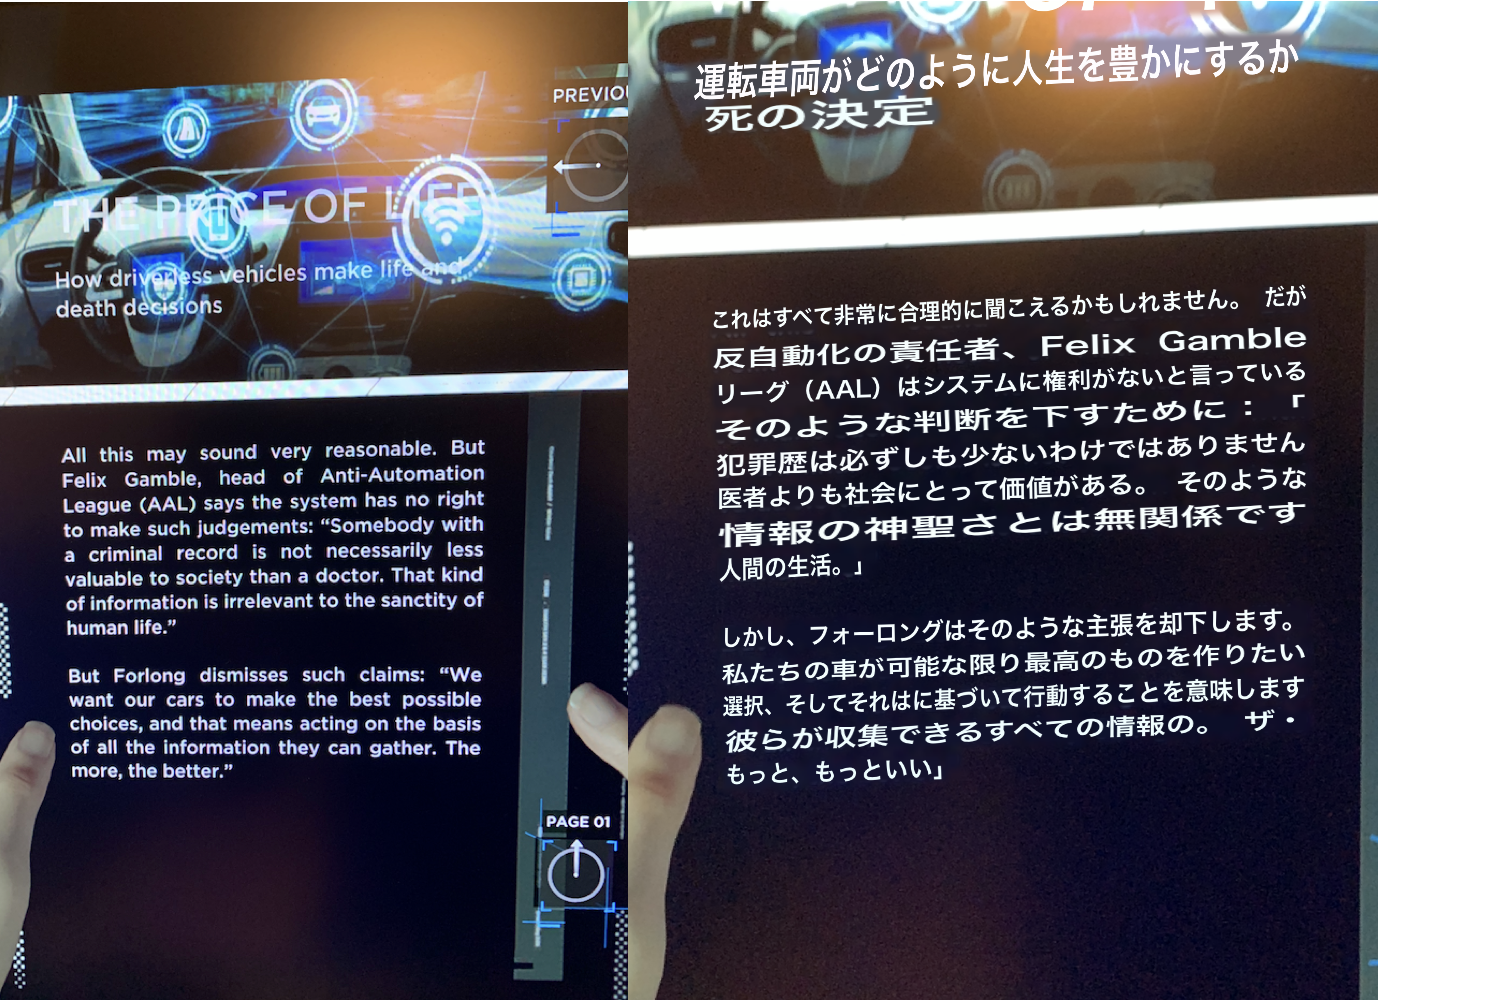 PREVIOU
THE PRICE OF LIFE
How driverless vehicles make life and
death decisions
All this may sound very reasonable. But
Felix Gamble, head of Anti-Automation
League (AAL) says the system has no right
to make such judgements: “Somebody with
a criminal record is not necessarily less
valuable to society than a doctor. That kind
of information is irrelevant to the sanctity of
human life.”
But Forlong dismisses such claims: “We
want our cars to make the best possible
choices, and that means acting on the basis
of all the information they can gather. The
more, the better.”
PAGE 01
運転車両がどのように人生を豊かにするか
死の決定
これはすべて非常に合理的に聞こえるかもしれません。 だが
反自動化の責任者、Felix Gamble
リーグ（AAL）はシステムに権利がないと言っている
そのような判断を下すために：「
犯罪歴は必ずしも少ないわけではありません
医者よりも社会にとって価値がある。 そのような
情報の神聖さとは無関係です
人間の生活。」
しかし、フォーロングはそのような主張を却下します。
私たちの車が可能な限り最高のものを作りたい
選択、そしてそれはに基づいて行動することを意味します
彼らが収集できるすべての情報の。 ザ・
もっと、もっといい」